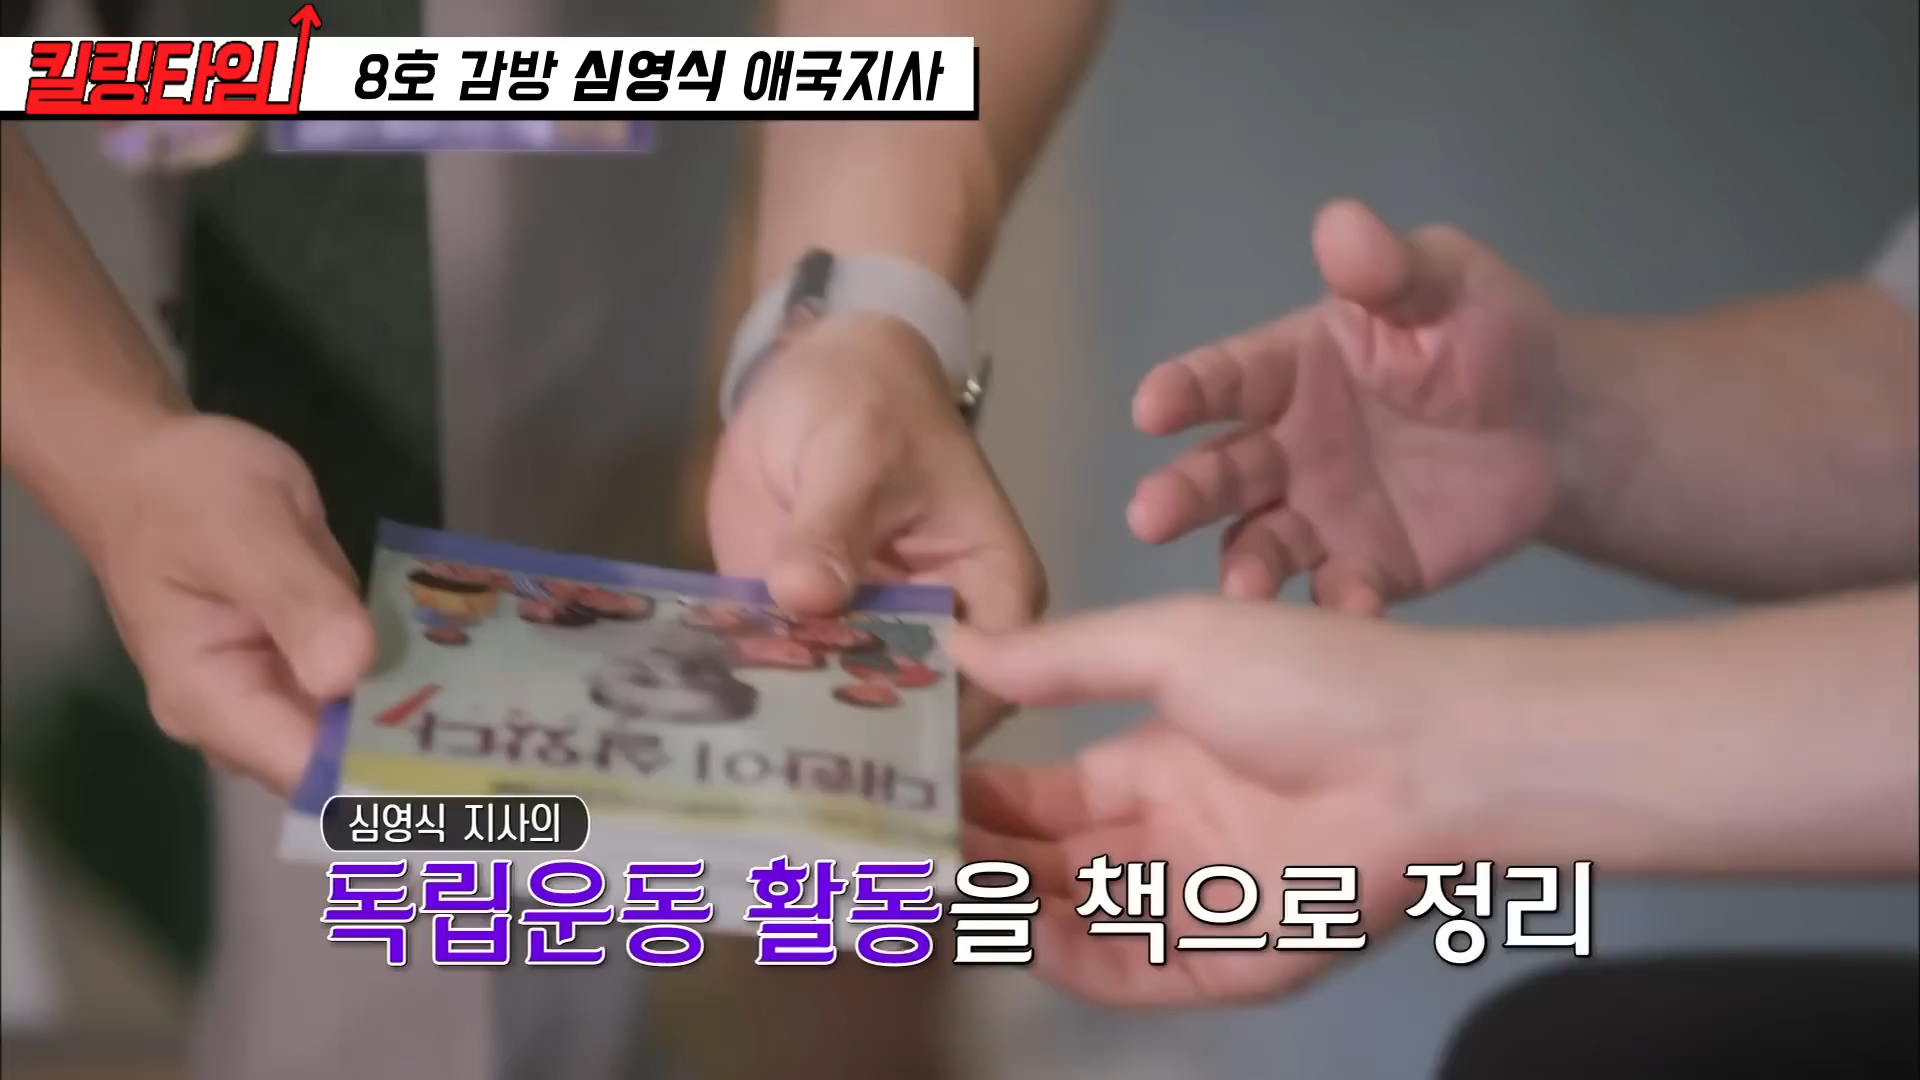 킬링타임
8호 감방 심영식 애국지사
심영식 지사의
독립운동 활동을 책으로 정리